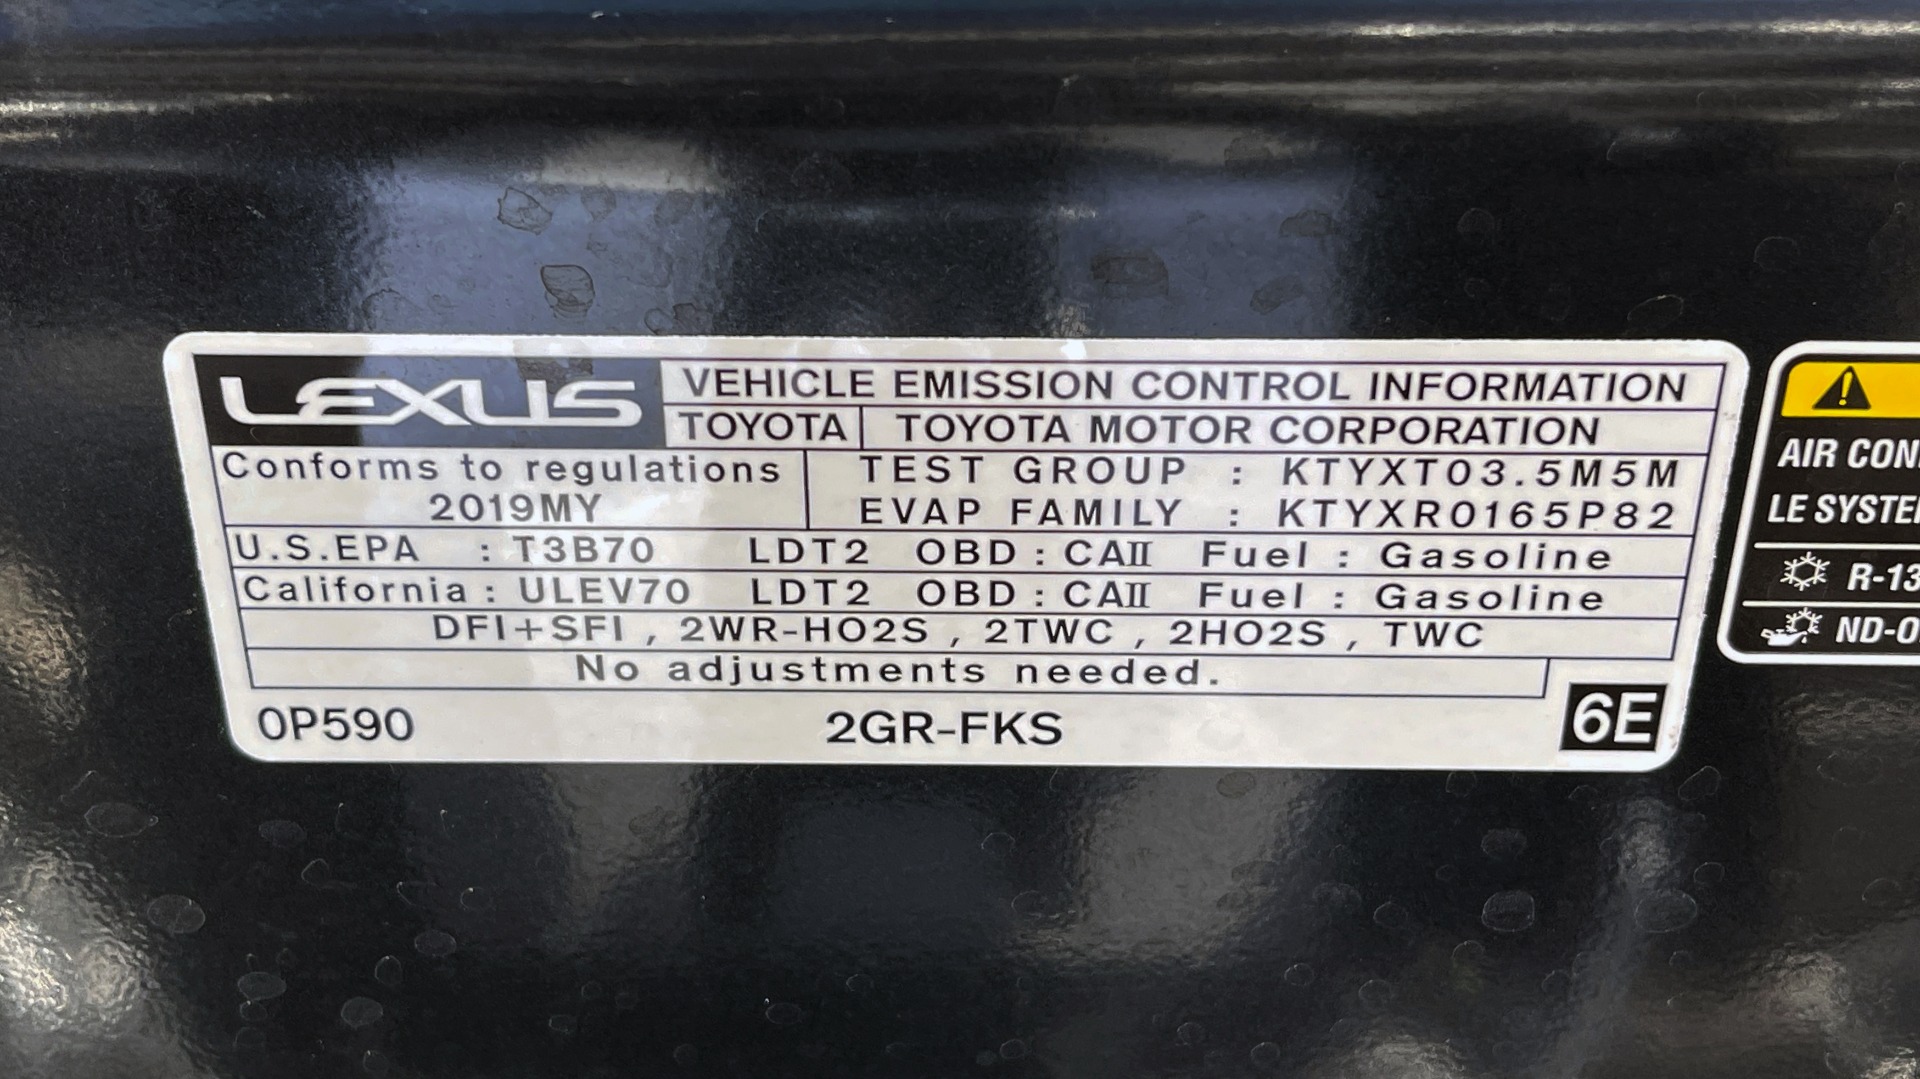 LEXUS
VEHICLE EMISSION CONTROL INFORMATION
TOYOTA TOYOTA MOTOR CORPORATION
Conforms to regulations
2019MY
TEST GROUP : KTYXT03.5M5M
EVAP FAMILY : KTYXR0165P82
U.S.EPA : T3B70 LDT2 OBD : CAII Fuel : Gasoline
California : ULEV70 LDT2 OBD : CAII Fuel : Gasoline
DFI+SFI , 2WR-HO2S , 2TWC , 2HO2S , TWC
No adjustments needed.
0P590 2GR-FKS 6E
AIR CON
LE SYSTE
R-13
ND-O